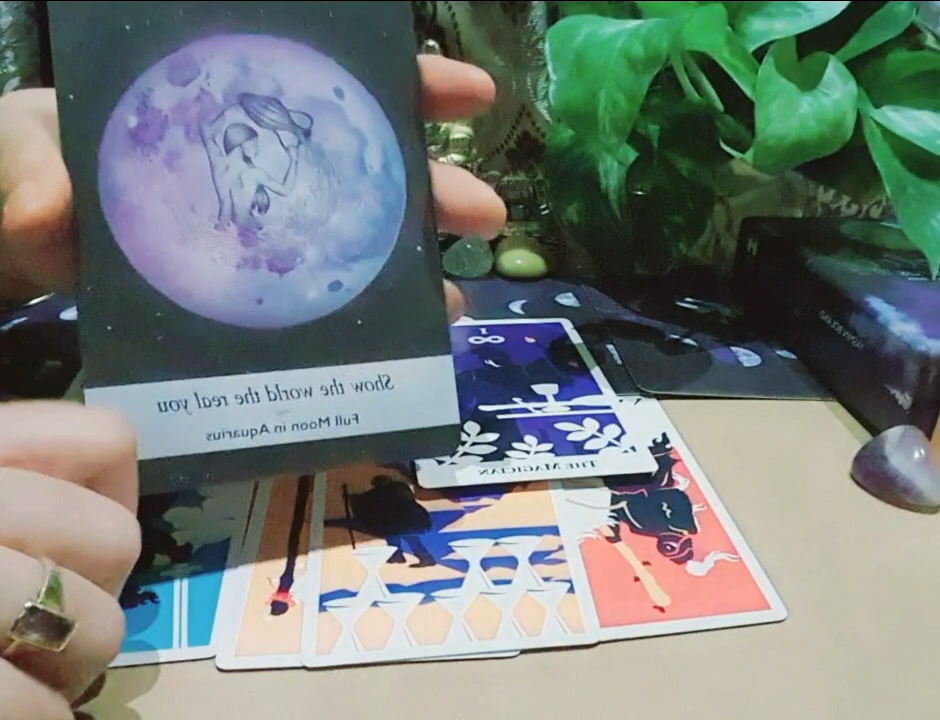 Show the world the real you
Full Moon in Aquarius
I
THE MAGICIAN